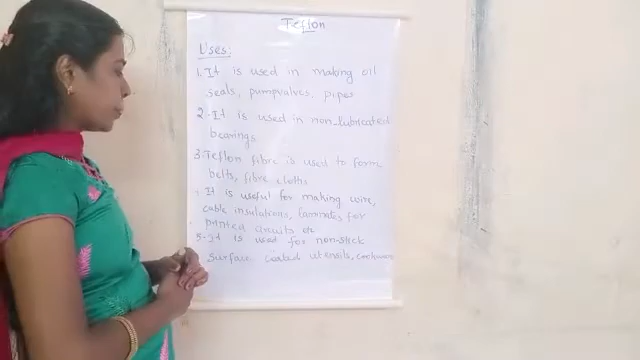 Teflon
Uses:
1. It is used in making oil
seals, pumpvalves, pipes
2. It is used in non-lubricated
bearings
3. Teflon fibre is used to form
belts, fibre cloths
It is useful for making wire,
cable insulations, laminates for
printed circuits etc
5. It is used for non-stick
surface coated utensils, cookware